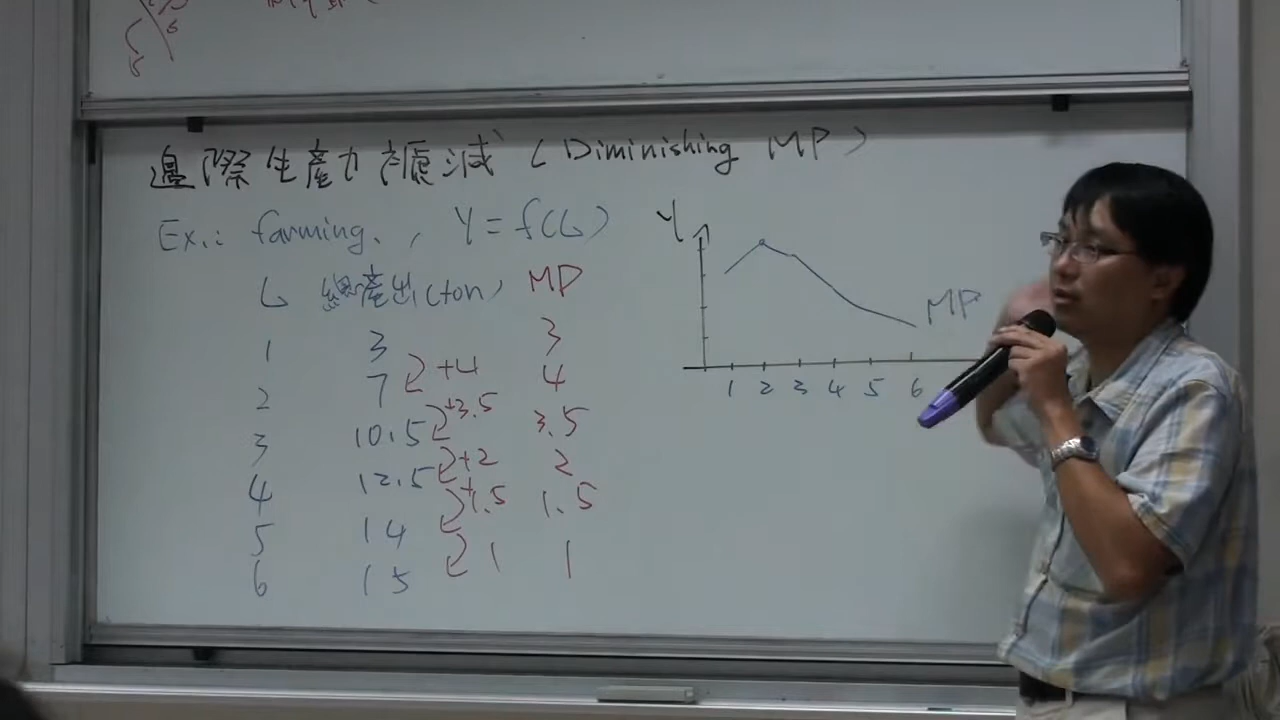 邊際生產力遞減 (Diminishing MP)
Ex.: farming, , Y = f(L)
L 總產出(ton) MP
1 3 3
+4
2 7 4
+3.5
3 10.5 3.5
+2
4 12.5 2
+1.5
5 14 1.5
1
6 15 1
Y
MP
1 2 3 4 5 6